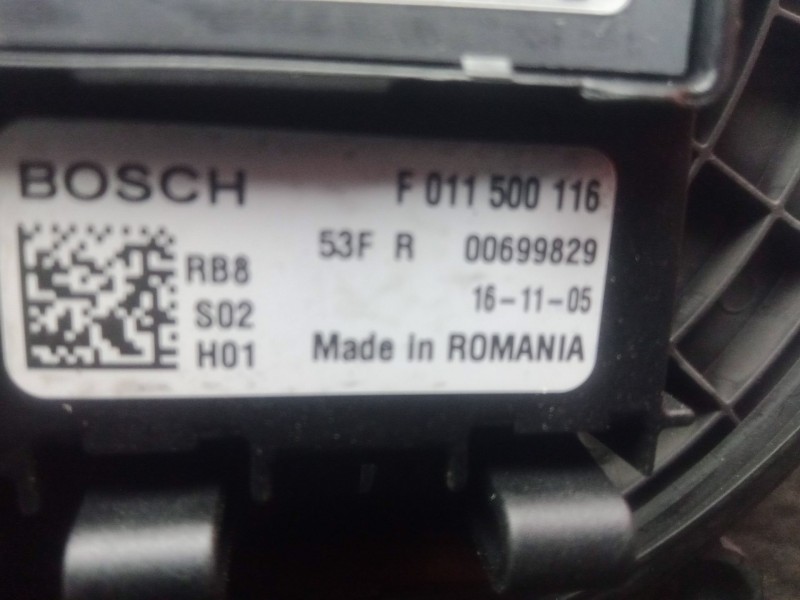 BOSCH F 011 500 116
53F R 00699829
RB8
16-11-05
S02
Made in ROMANIA
H01